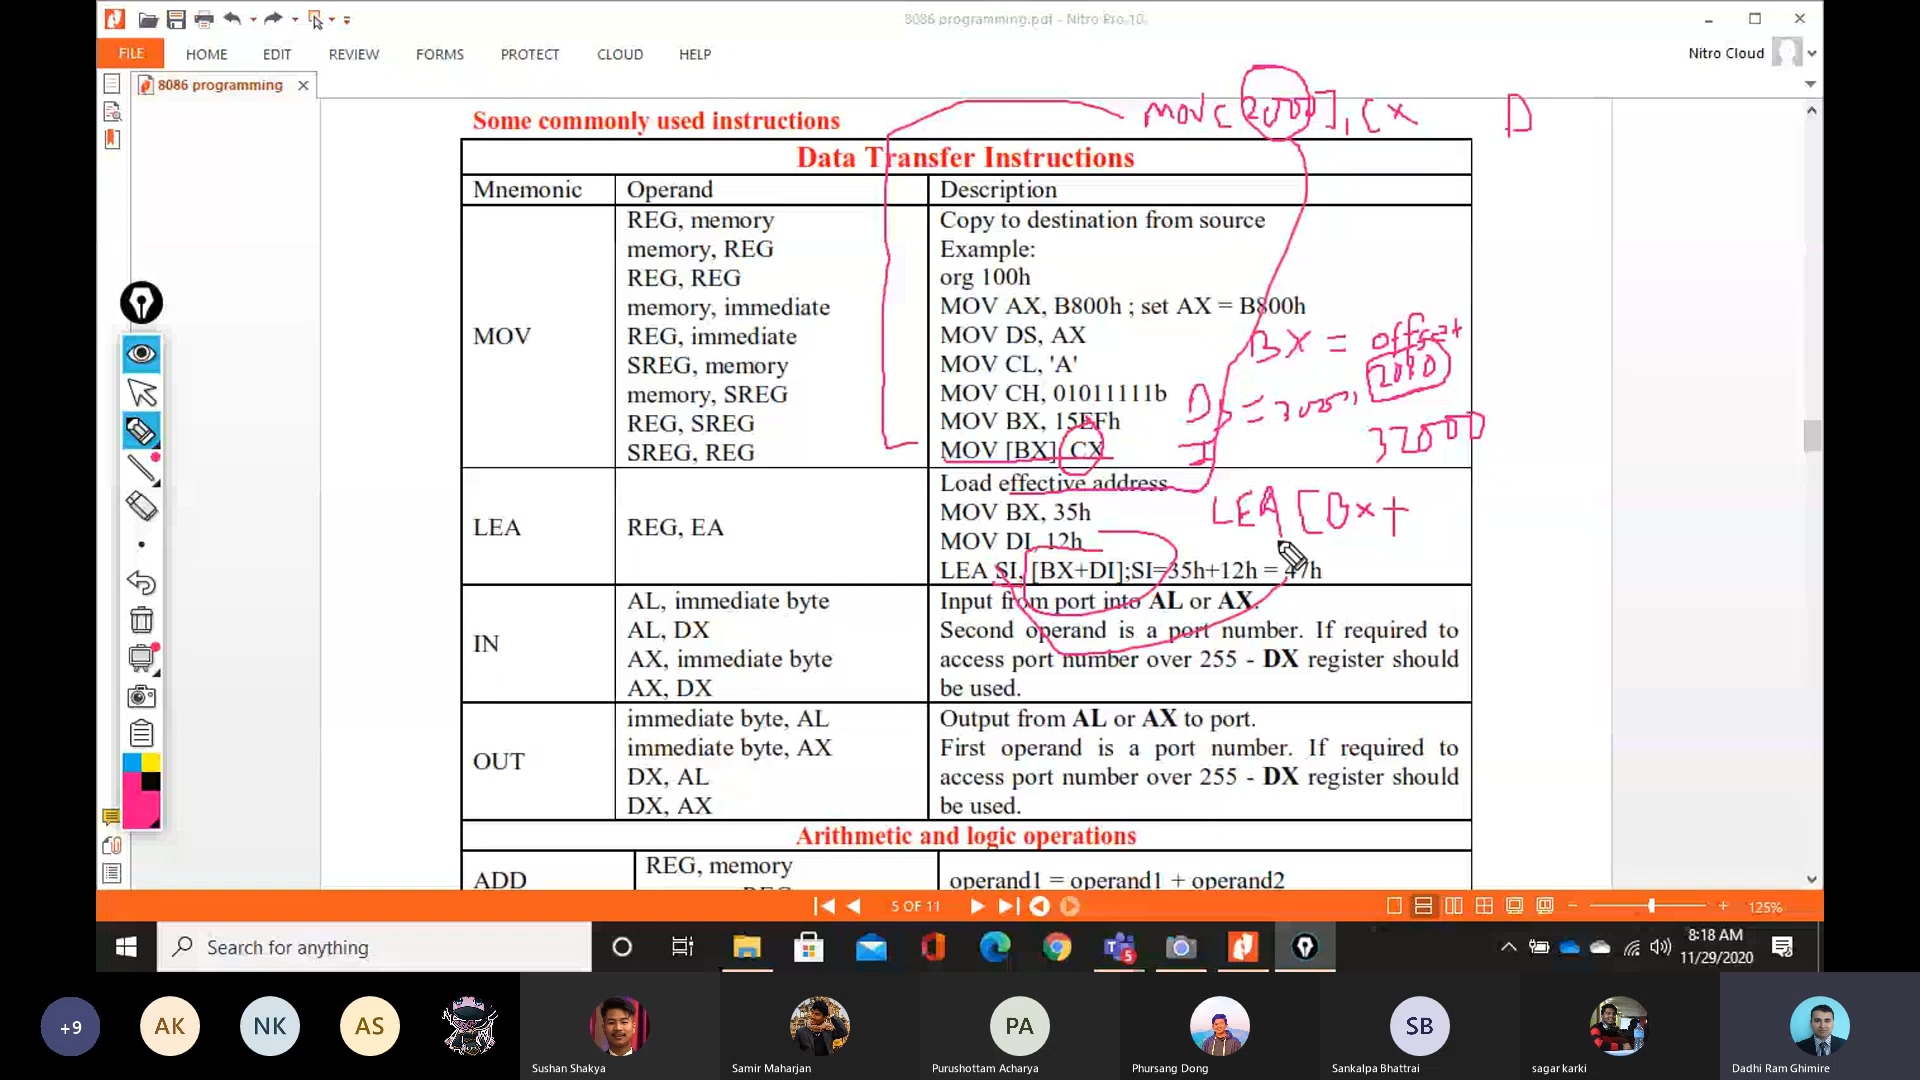 8086 programming.pdf - Nitro Pro 10
FILE HOME EDIT REVIEW FORMS PROTECT CLOUD HELP Nitro Cloud
8086 programming
MOV [2000], CX D
Some commonly used instructions
Data Transfer Instructions
Mnemonic Operand Description
MOV
REG, memory
memory, REG
REG, REG
memory, immediate
REG, immediate
SREG, memory
memory, SREG
REG, SREG
SREG, REG
Copy to destination from source
Example:
org 100h
MOV AX, B800h ; set AX = B800h
MOV DS, AX
MOV CL, 'A'
MOV CH, 01011111b
MOV BX, 15EFh
MOV [BX], CX
BX = offset
2000
32000
LEA
REG, EA
Load effective address
MOV BX, 35h
MOV DI, 12h
LEA SI, [BX+DI];SI=35h+12h = 47h
LEA [BX+
IN
AL, immediate byte
AL, DX
AX, immediate byte
AX, DX
Input from port into AL or AX.
Second operand is a port number. If required to
access port number over 255 - DX register should
be used.
OUT
immediate byte, AL
immediate byte, AX
DX, AL
DX, AX
Output from AL or AX to port.
First operand is a port number. If required to
access port number over 255 - DX register should
be used.
Arithmetic and logic operations
ADD
REG, memory
operand1 = operand1 + operand2
5 OF 11
125%
Search for anything
5
8:18 AM
11/29/2020
+9 AK NK AS PA SB
Sushan Shakya Samir Maharjan Purushottam Acharya Phursang Dong Sankalpa Bhattrai sagar karki Dadhi Ram Ghimire